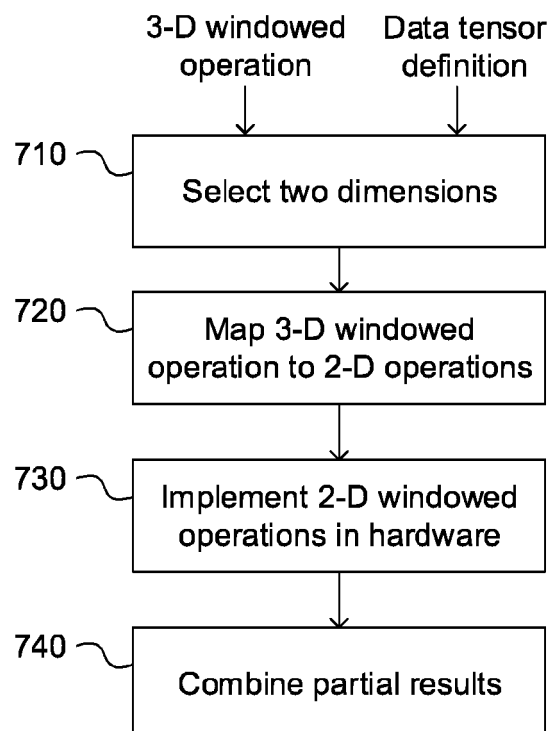 3-D windowed
operation
Data tensor
definition
710
Select two dimensions
720
Map 3-D windowed
operation to 2-D operations
730
Implement 2-D windowed
operations in hardware
740
Combine partial results